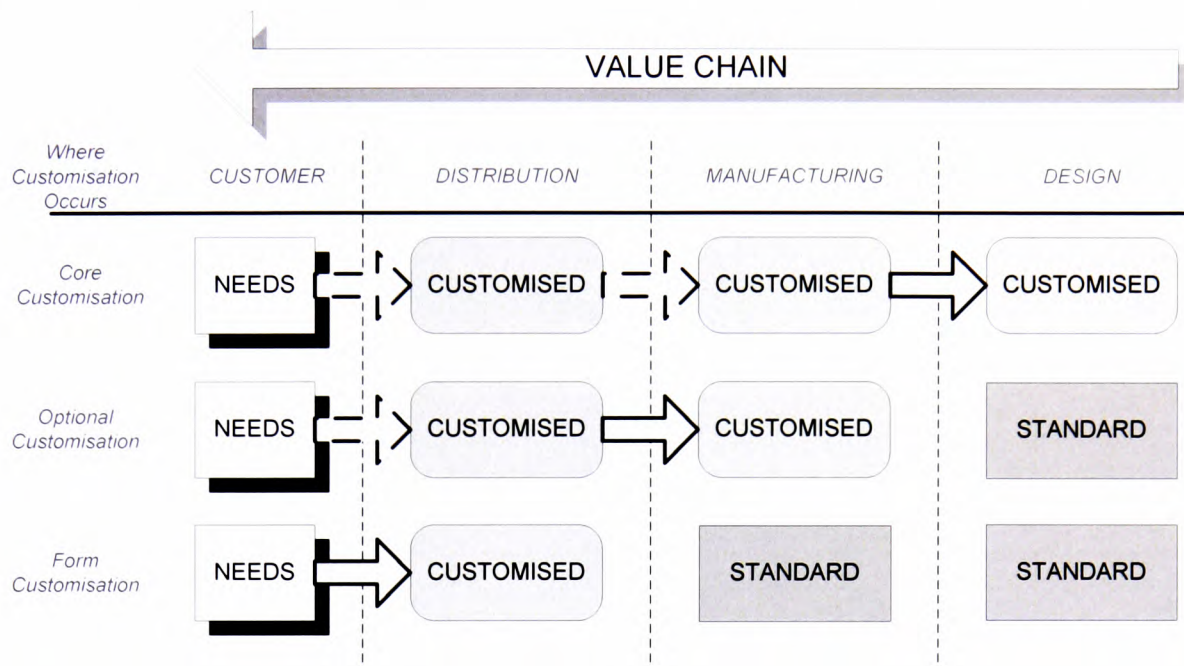 VALUE CHAIN
Where
Customisation
Occurs
CUSTOMER
DISTRIBUTION
MANUFACTURING
DESIGN
Core
Customisation
NEEDS
CUSTOMISED
CUSTOMISED
CUSTOMISED
Optional
Customisation
NEEDS
CUSTOMISED
CUSTOMISED
STANDARD
Form
Customisation
NEEDS
CUSTOMISED
STANDARD
STANDARD